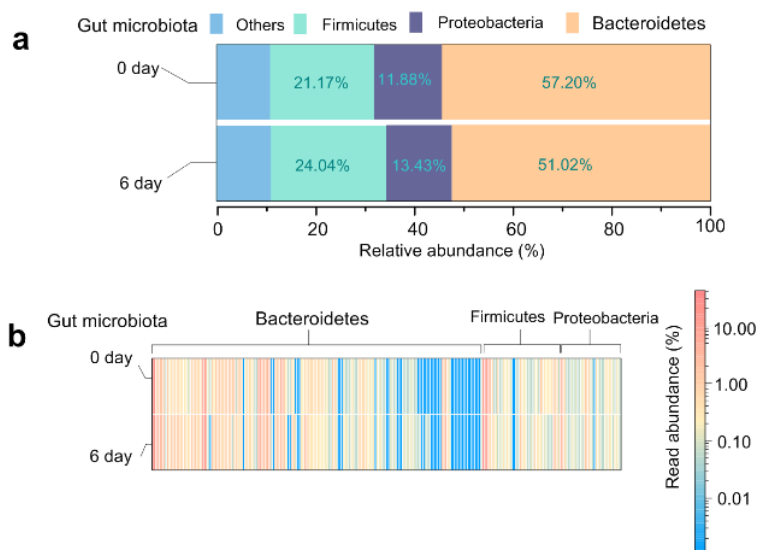 a
Gut microbiota Others Firmicutes Proteobacteria Bacteroidetes
0 day
21.17% 11.88% 57.20%
6 day
24.04% 13.43% 51.02%
0 20 40 60 80 100
Relative abundance (%)
b
Gut microbiota Bacteroidetes Firmicutes Proteobacteria
0 day
6 day
10.00
1.00
0.10
0.01
Read abundance (%)